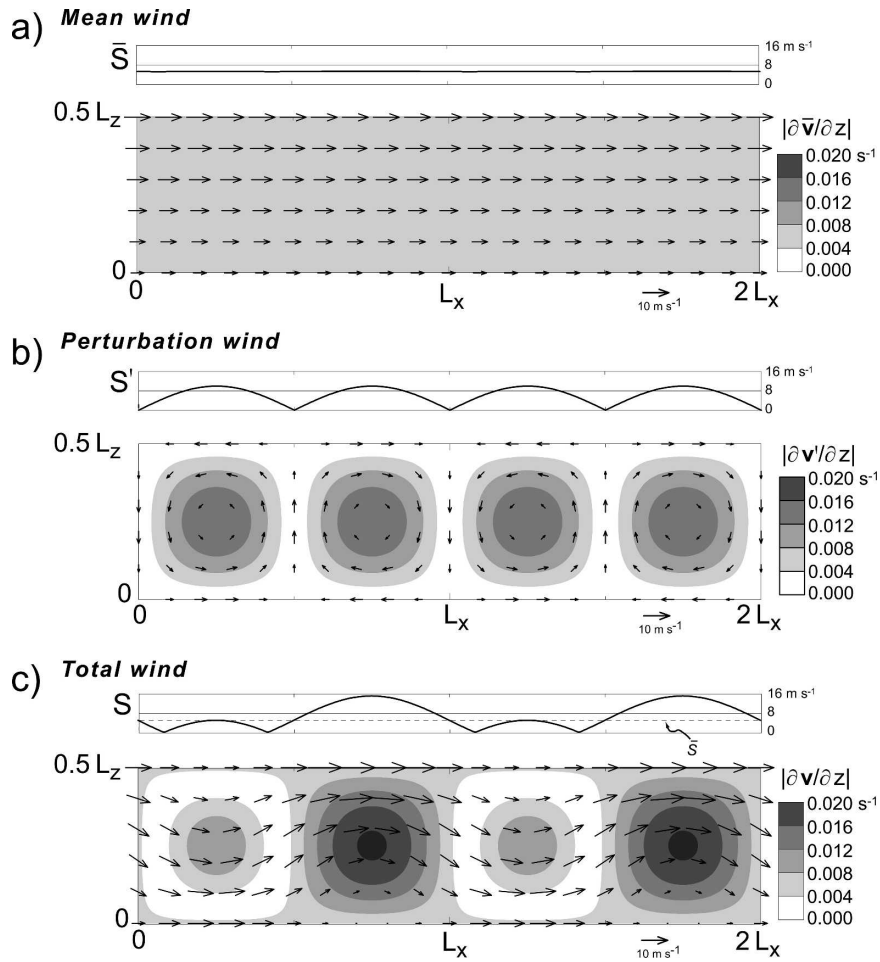 a) Mean wind
S̄
16 m s⁻¹
8
0
0.5 Lz
0
0
Lx
2 Lx
10 m s⁻¹
|∂v̄/∂z|
0.020 s⁻¹
0.016
0.012
0.008
0.004
0.000
b) Perturbation wind
S'
16 m s⁻¹
8
0
0.5 Lz
0
0
Lx
2 Lx
10 m s⁻¹
|∂v'/∂z|
0.020 s⁻¹
0.016
0.012
0.008
0.004
0.000
c) Total wind
S
16 m s⁻¹
8
0
S̄
0.5 Lz
0
0
Lx
2 Lx
10 m s⁻¹
|∂v/∂z|
0.020 s⁻¹
0.016
0.012
0.008
0.004
0.000